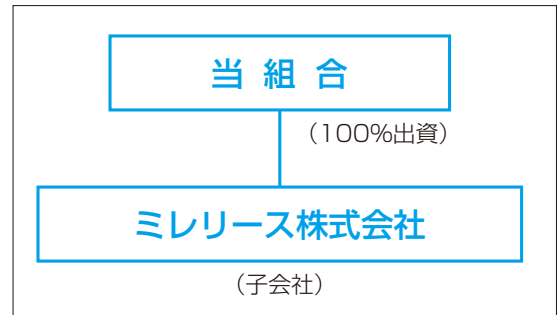 当組合
（100%出資）
ミレリース株式会社
（子会社）